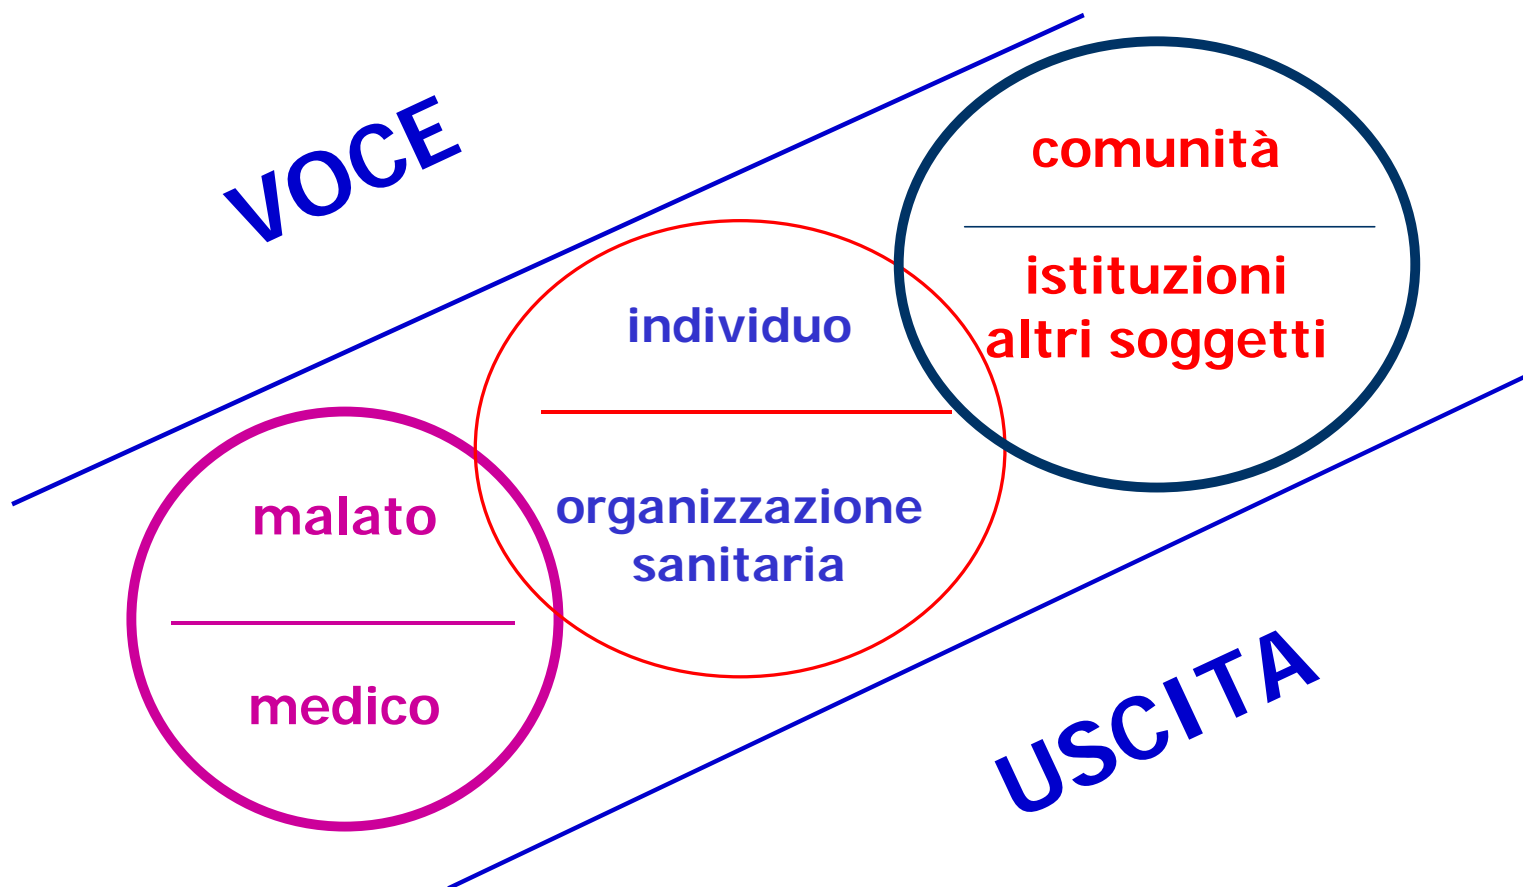 VOCE
comunità
istituzioni
altri soggetti
individuo
organizzazione
sanitaria
malato
medico
USCITA